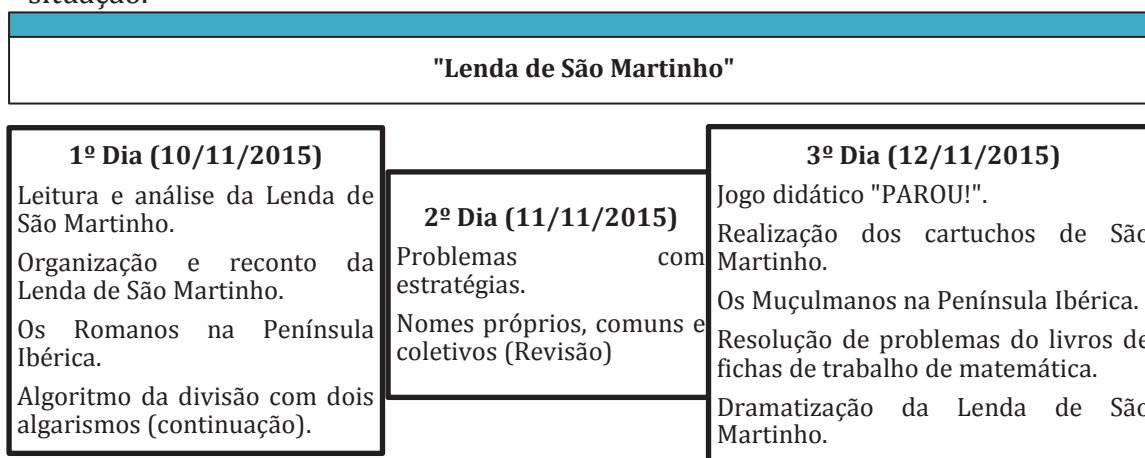 situação.
"Lenda de São Martinho"
1º Dia (10/11/2015)
Leitura e análise da Lenda de
São Martinho.
Organização e reconto da
Lenda de São Martinho.
Os Romanos na Península
Ibérica.
Algoritmo da divisão com dois
algarismos (continuação).
2º Dia (11/11/2015)
Problemas com
estratégias.
Nomes próprios, comuns e
coletivos (Revisão)
3º Dia (12/11/2015)
Jogo didático "PAROU!".
Realização dos cartuchos de São
Martinho.
Os Muçulmanos na Península Ibérica.
Resolução de problemas do livros de
fichas de trabalho de matemática.
Dramatização da Lenda de São
Martinho.